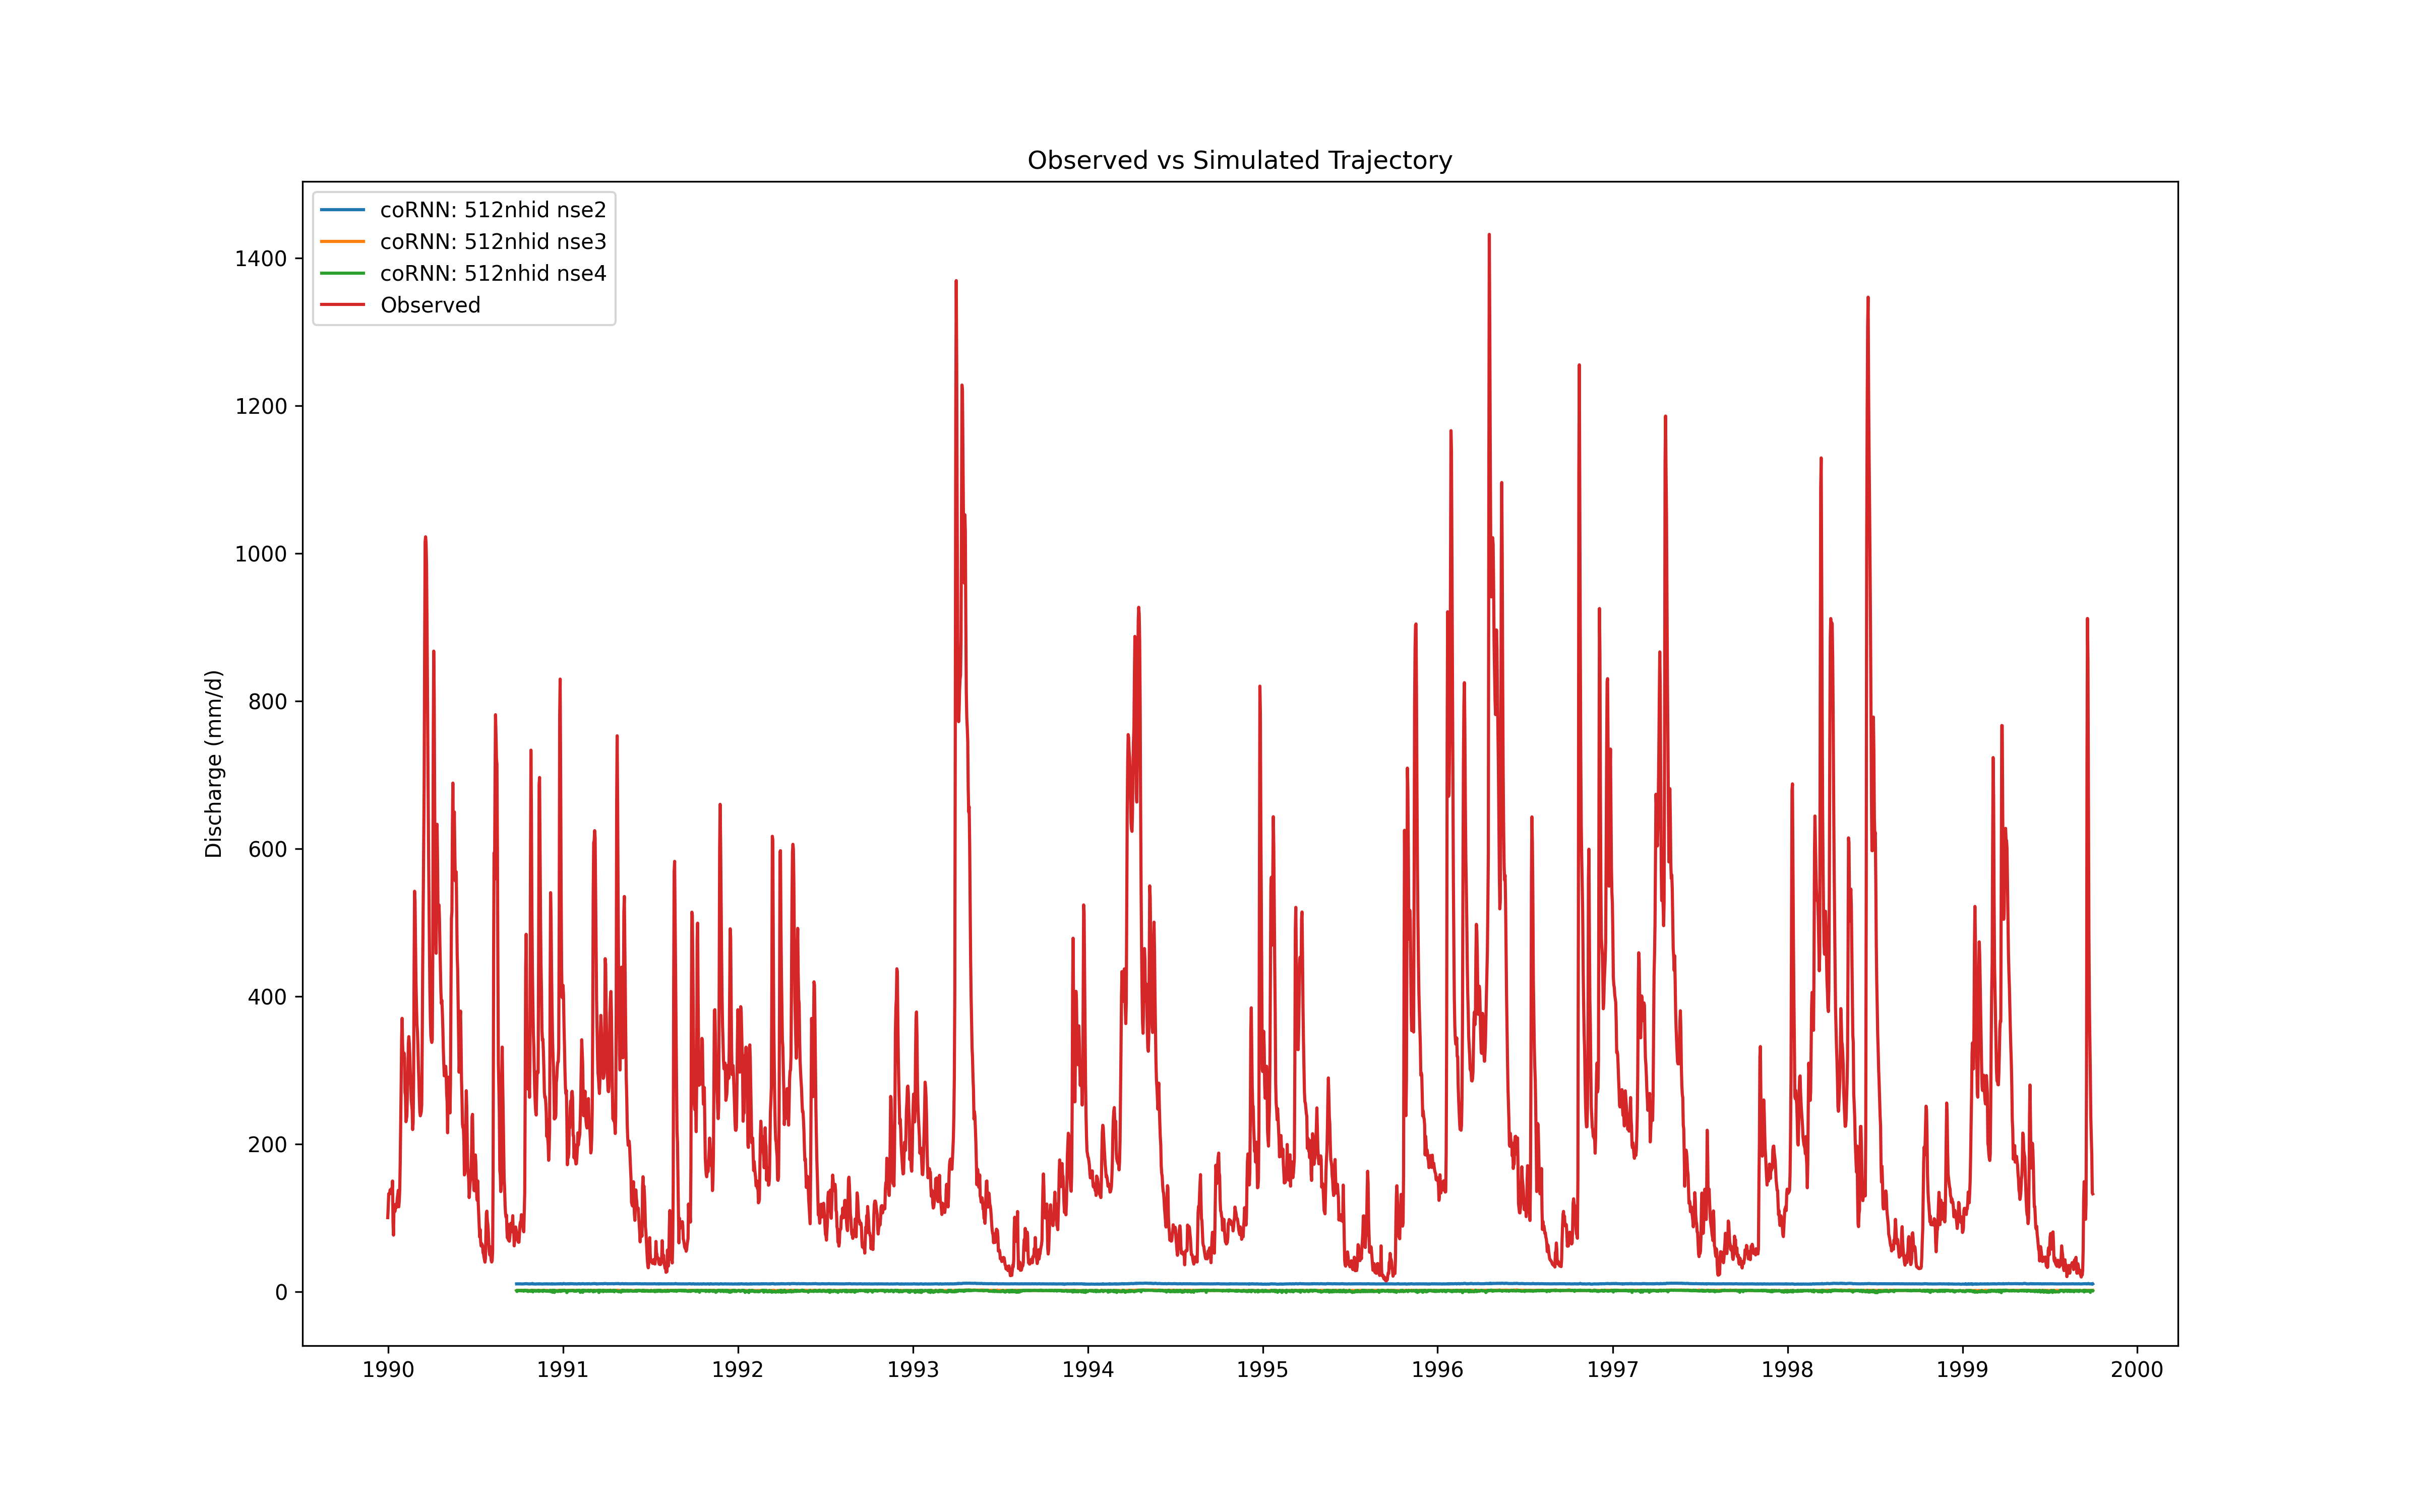 Observed vs Simulated Trajectory
coRNN: 512nhid nse2
coRNN: 512nhid nse3
coRNN: 512nhid nse4
Observed
1400
1200
1000
800
600
400
200
0
Discharge (mm/d)
1990 1991 1992 1993 1994 1995 1996 1997 1998 1999 2000